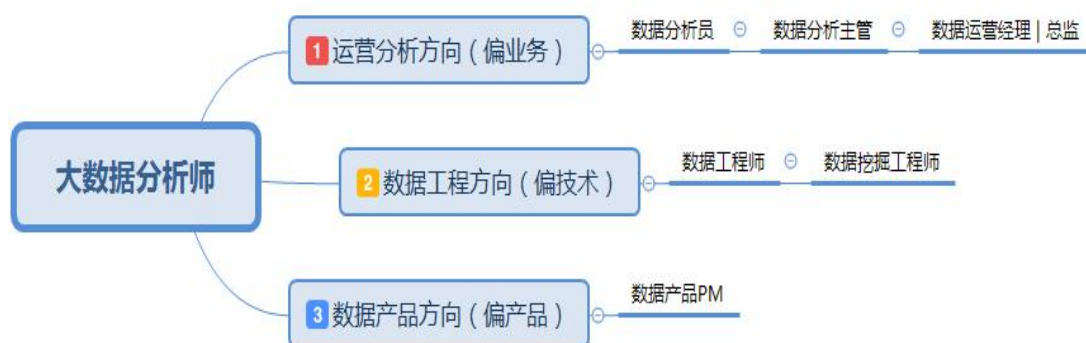 大数据分析师
1 运营分析方向（偏业务）
数据分析员
数据分析主管
数据运营经理 | 总监
2 数据工程方向（偏技术）
数据工程师
数据挖掘工程师
3 数据产品方向（偏产品）
数据产品PM